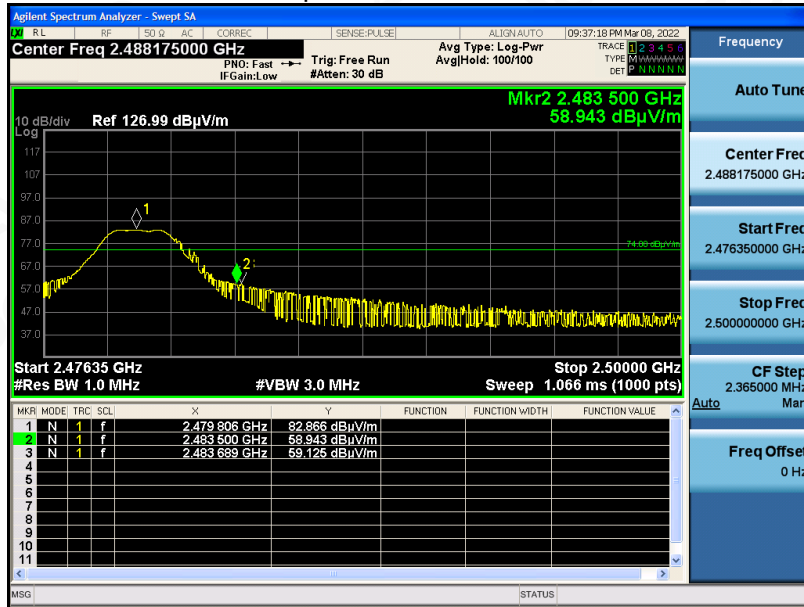 Agilent Spectrum Analyzer - Swept SA
LXI RL RF 50 Ω AC CORREC SENSE:PULSE ALIGN AUTO 09:37:18 PM Mar 08, 2022
Center Freq 2.488175000 GHz
PNO: Fast
IFGain:Low
Trig: Free Run
#Atten: 30 dB
Avg Type: Log-Pwr
Avg|Hold: 100/100
TRACE 1 2 3 4 5 6
TYPE M
DET P N N N N N
Mkr2 2.483 500 GHz
58.943 dBµV/m
10 dB/div Ref 126.99 dBµV/m
Log
117
107
97.0
87.0
77.0
67.0
57.0
47.0
37.0
1
2
74.00 dBµV/m
Start 2.47635 GHz Stop 2.50000 GHz
#Res BW 1.0 MHz #VBW 3.0 MHz Sweep 1.066 ms (1000 pts)
MKR MODE TRC SCL X Y FUNCTION FUNCTION WIDTH FUNCTION VALUE
1 N 1 f 2.479 806 GHz 82.866 dBµV/m
2 N 1 f 2.483 500 GHz 58.943 dBµV/m
3 N 1 f 2.483 689 GHz 59.125 dBµV/m
4
5
6
7
8
9
10
11
MSG STATUS
Frequency
Auto Tune
Center Freq
2.488175000 GHz
Start Freq
2.476350000 GHz
Stop Freq
2.500000000 GHz
CF Step
2.365000 MHz
Auto Man
Freq Offset
0 Hz